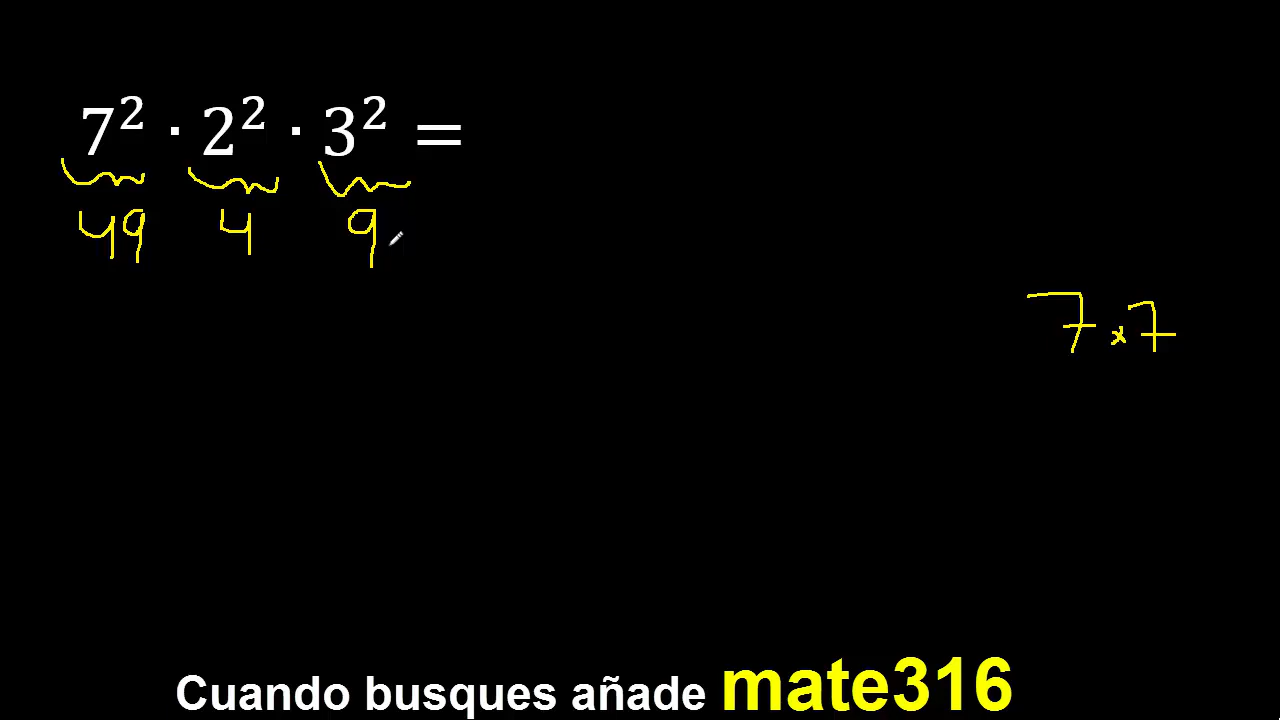 7² · 2² · 3² =
49 4 9
7 x 7
Cuando busques añade mate316